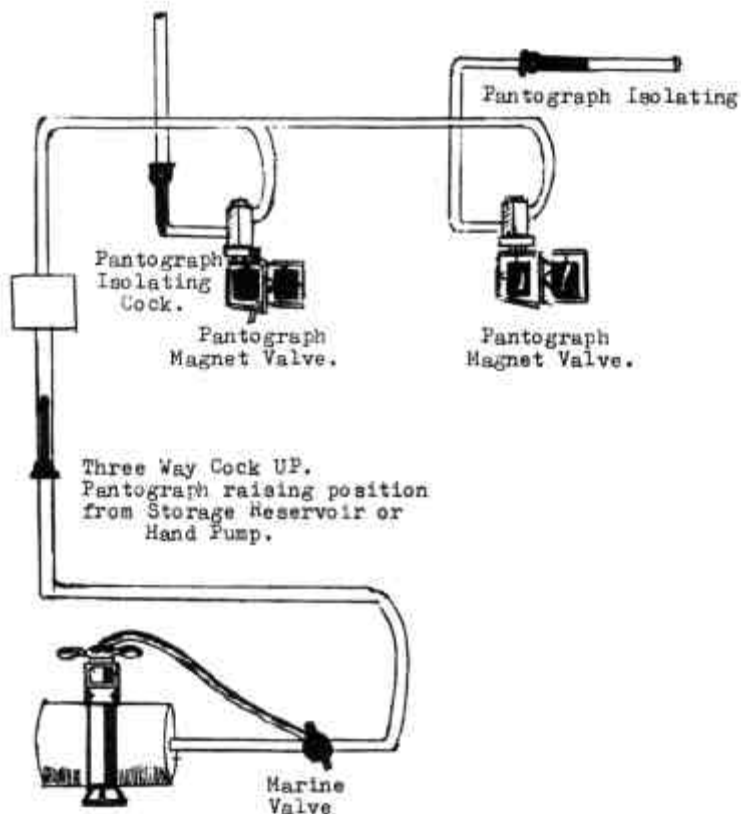 Pantograph Isolating
Pantograph
Isolating
Cock.
Pantograph
Magnet Valve.
Pantograph
Magnet Valve.
Three Way Cock UP.
Pantograph raising position
from Storage Reservoir or
Hand Pump.
Marine
Valve